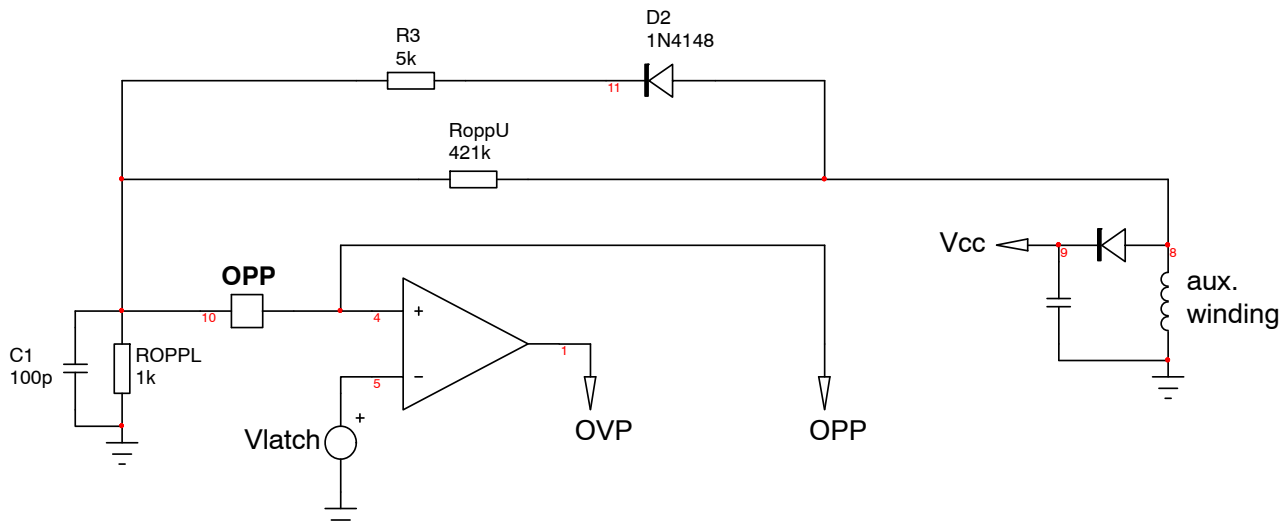 D2
1N4148
R3
5k
11
RoppU
421k
Vcc
9
8
aux.
winding
OPP
10
4
+
C1
100p
ROPPL
1k
1
5
−
+
Vlatch
OVP
OPP